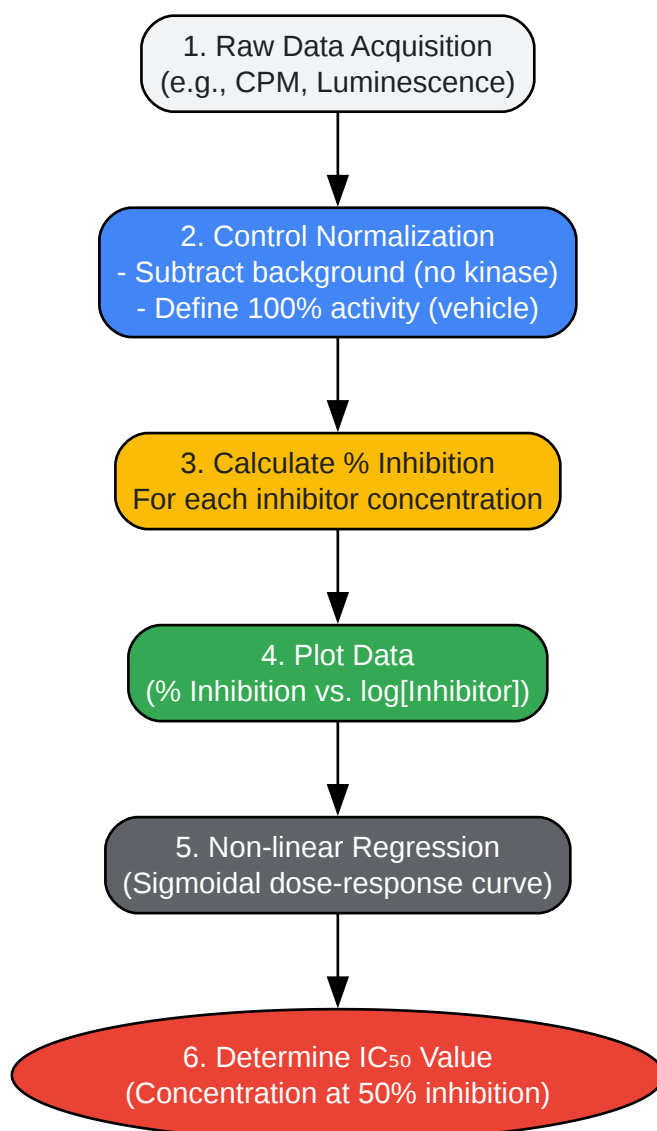 1. Raw Data Acquisition
(e.g., CPM, Luminescence)
2. Control Normalization
- Subtract background (no kinase)
- Define 100% activity (vehicle)
3. Calculate % Inhibition
For each inhibitor concentration
4. Plot Data
(% Inhibition vs. log[Inhibitor])
5. Non-linear Regression
(Sigmoidal dose-response curve)
6. Determine IC₅₀ Value
(Concentration at 50% inhibition)